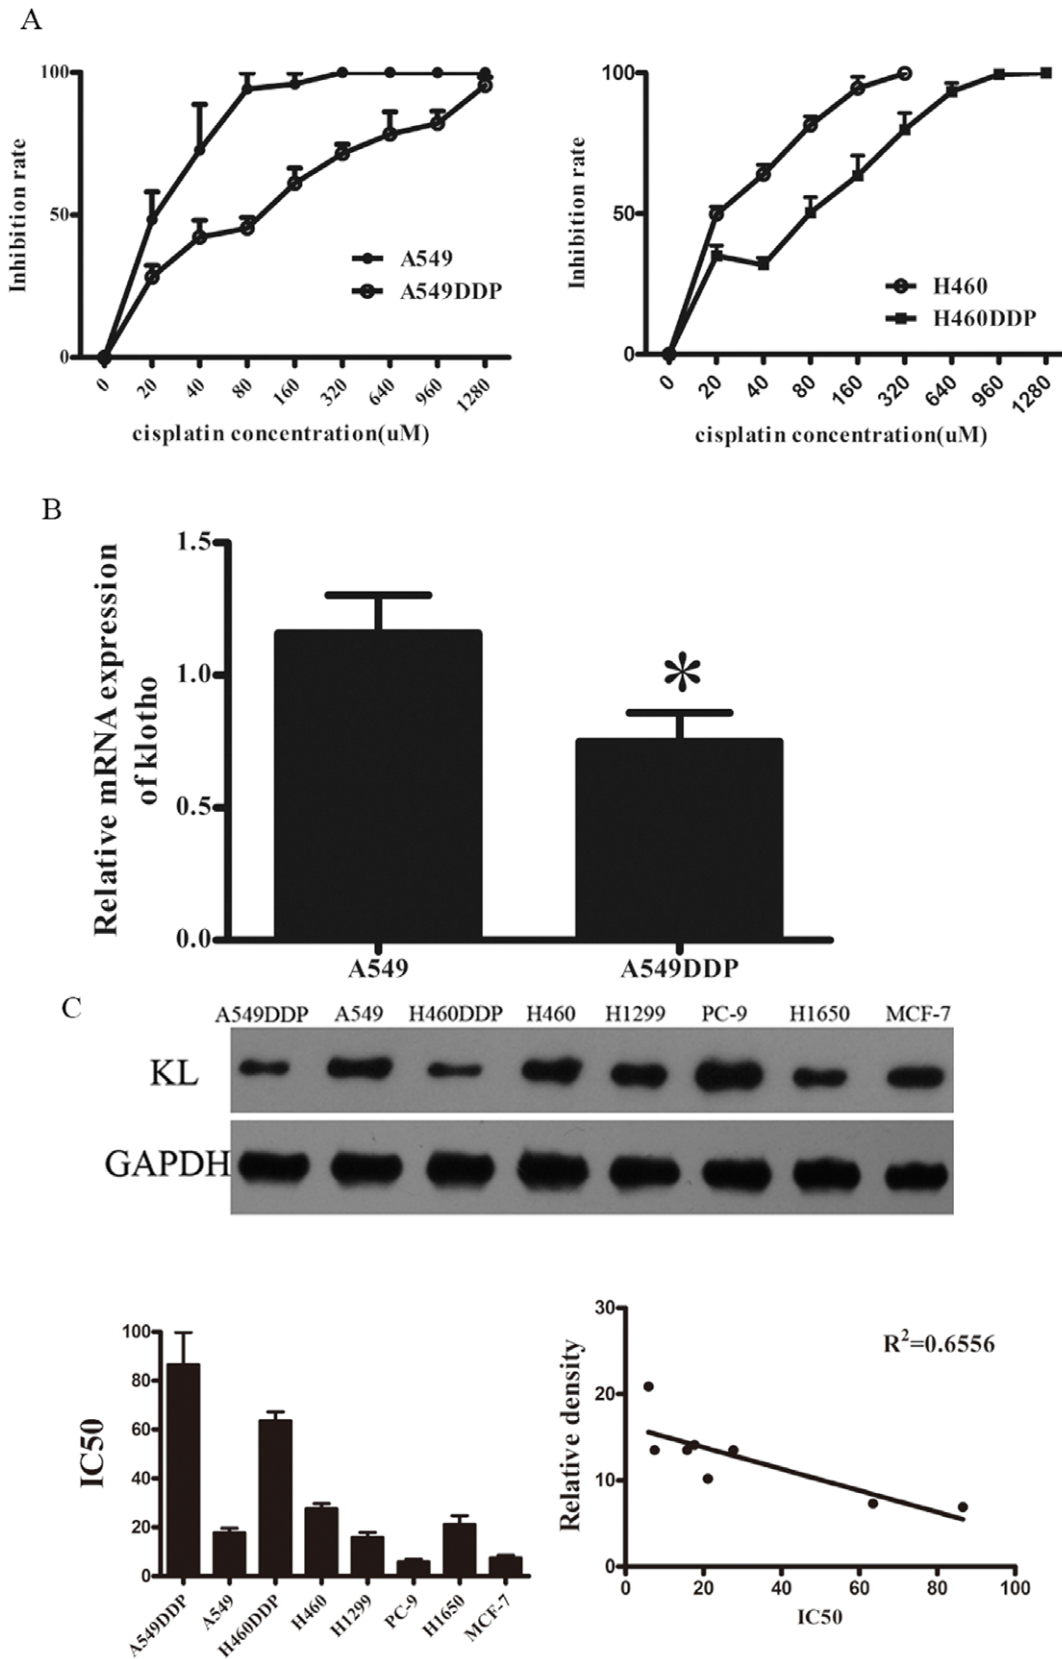 A
100
50
0
Inhibition rate
A549
A549DDP
0 20 40 80 160 320 640 960 1280
cisplatin concentration(uM)
100
50
0
Inhibition rate
H460
H460DDP
0 20 40 80 160 320 640 960 1280
cisplatin concentration(uM)
B
1.5
1.0
0.5
0.0
Relative mRNA expression
of klotho
*
A549 A549DDP
C
A549DDP A549 H460DDP H460 H1299 PC-9 H1650 MCF-7
KL
GAPDH
100
80
60
40
20
0
IC50
A549DDP A549 H460DDP H460 H1299 PC-9 H1650 MCF-7
30
20
10
0
Relative density
R²=0.6556
0 20 40 60 80 100
IC50